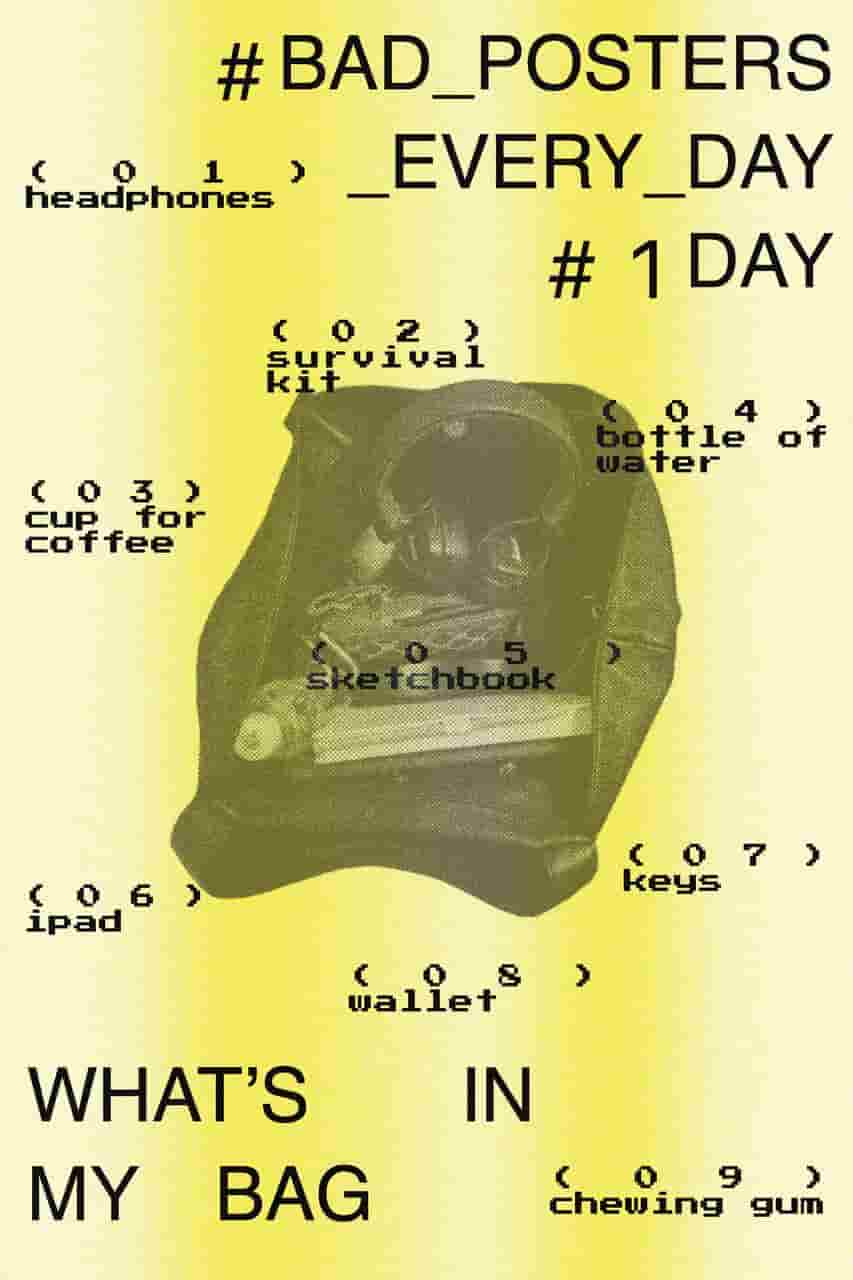 #BAD_POSTERS
_EVERY_DAY
# 1 DAY
( 0 1 )
headphones
( 0 2 )
survival
kit
( 0 4 )
bottle of
water
( 0 3 )
cup for
coffee
( 0 5 )
sketchbook
( 0 7 )
keys
( 0 6 )
ipad
( 0 8 )
wallet
WHAT'S IN
MY BAG
( 0 9 )
chewing gum